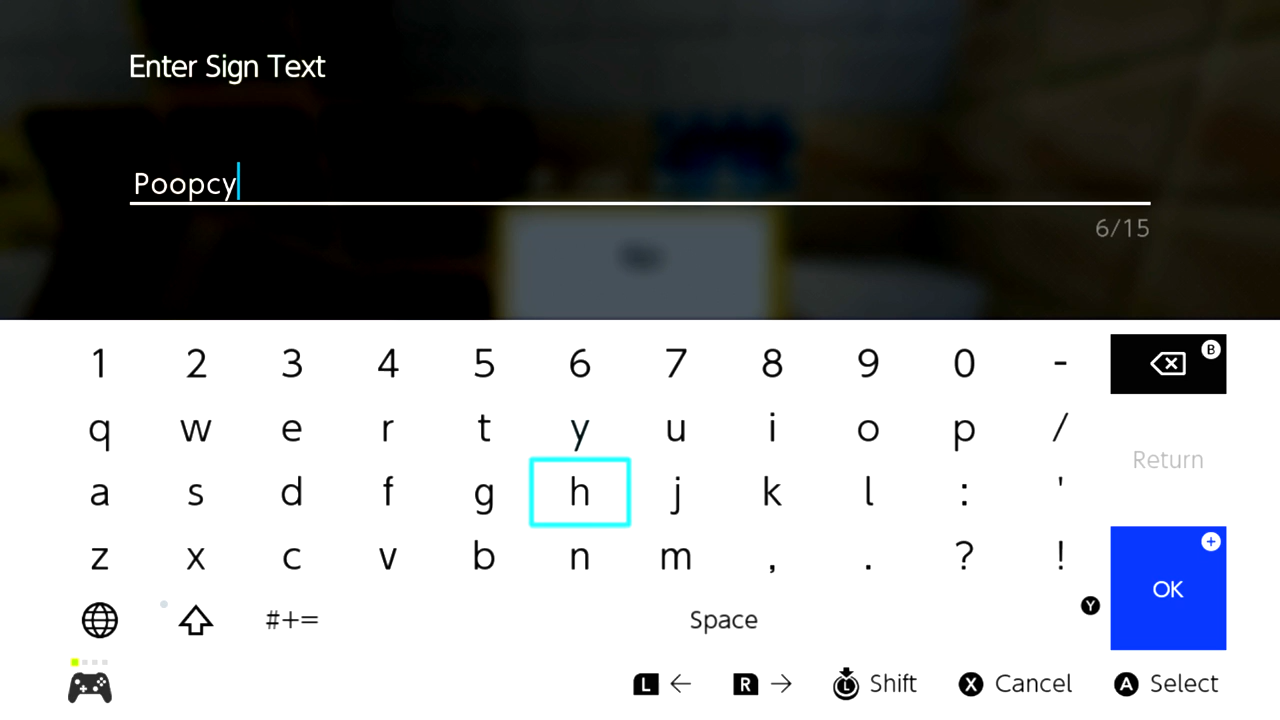 Enter Sign Text
Poopcy
6/15
1 2 3 4 5 6 7 8 9 0 - B
q w e r t y u i o p /
Return
a s d f g h j k l : '
z x c v b n m , . ? ! +
OK
#+= Space Y
L ← R → L Shift X Cancel A Select